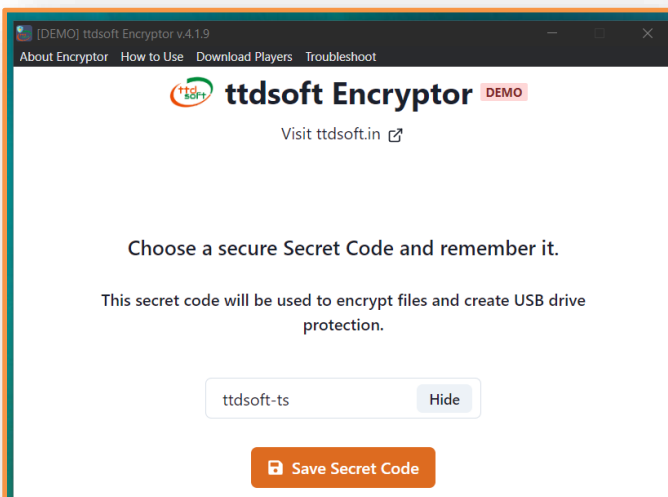 [DEMO] ttdsoft Encryptor v.4.1.9
About Encryptor How to Use Download Players Troubleshoot
ttd soft
ttdsoft Encryptor DEMO
Visit ttdsoft.in
Choose a secure Secret Code and remember it.
This secret code will be used to encrypt files and create USB drive
protection.
ttdsoft-ts Hide
Save Secret Code